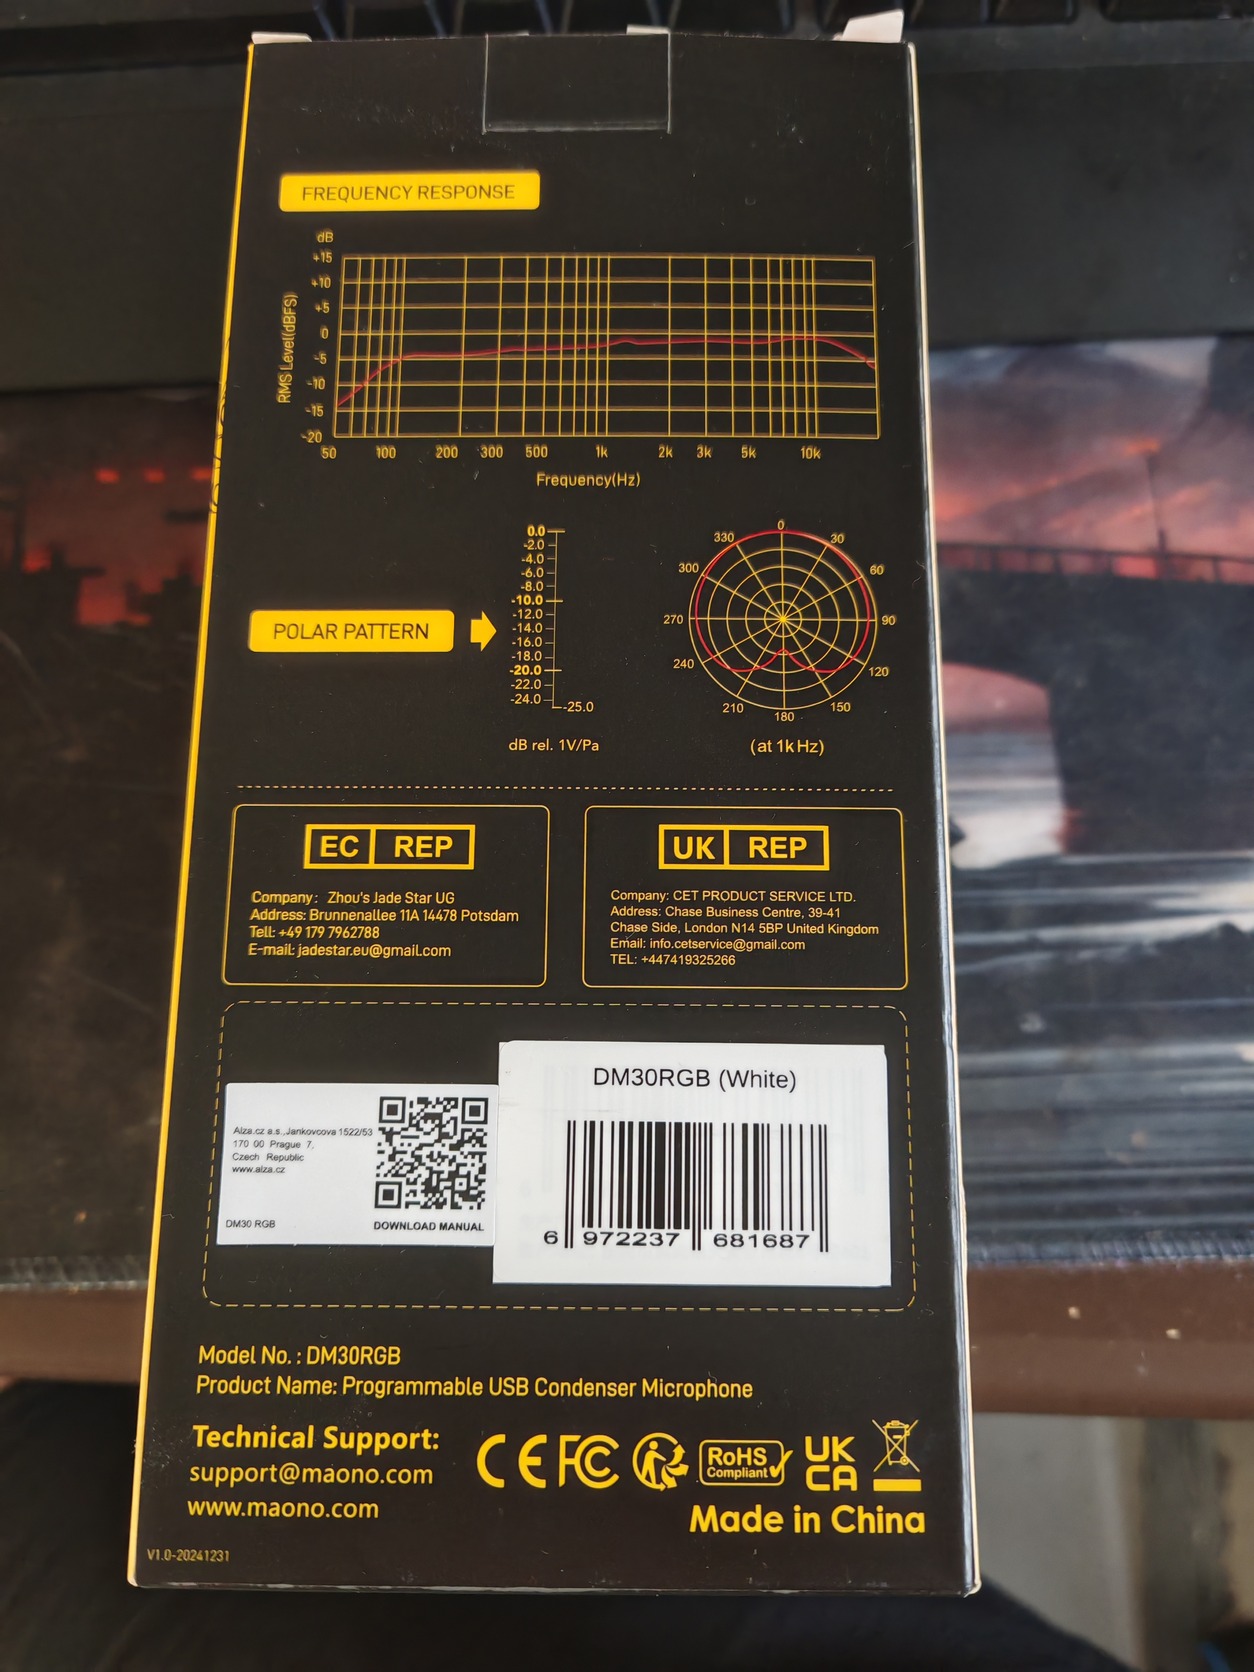 FREQUENCY RESPONSE
dB
+15
+10
+5
0
-5
-10
-15
-20
RMS Level(dBFS)
50 100 200 300 500 1k 2k 3k 5k 10k
Frequency(Hz)
POLAR PATTERN
0.0
-2.0
-4.0
-6.0
-8.0
-10.0
-12.0
-14.0
-16.0
-18.0
-20.0
-22.0
-24.0
-25.0
dB rel. 1V/Pa
0
30
60
90
120
150
180
210
240
270
300
330
(at 1kHz)
EC REP
Company: Zhou's Jade Star UG
Address: Brunnenallee 11A 14478 Potsdam
Tell: +49 179 7962788
E-mail: jadestar.eu@gmail.com
UK REP
Company: CET PRODUCT SERVICE LTD.
Address: Chase Business Centre, 39-41
Chase Side, London N14 5BP United Kingdom
Email: info.cetservice@gmail.com
TEL: +447419325266
Alza.cz a.s.,Jankovcova 1522/53
170 00 Prague 7,
Czech Republic
www.alza.cz
DM30 RGB
DOWNLOAD MANUAL
DM30RGB (White)
6 972237 681687
Model No. : DM30RGB
Product Name: Programmable USB Condenser Microphone
Technical Support:
support@maono.com
www.maono.com
CE FC RoHS Compliant UK CA
Made in China
V1.0-20241231